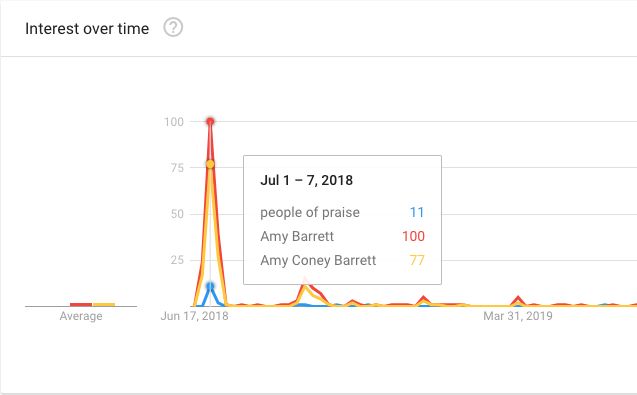 Interest over time ?
100
75
50
25
Jul 1 – 7, 2018
people of praise 11
Amy Barrett 100
Amy Coney Barrett 77
Average
Jun 17, 2018
Mar 31, 2019